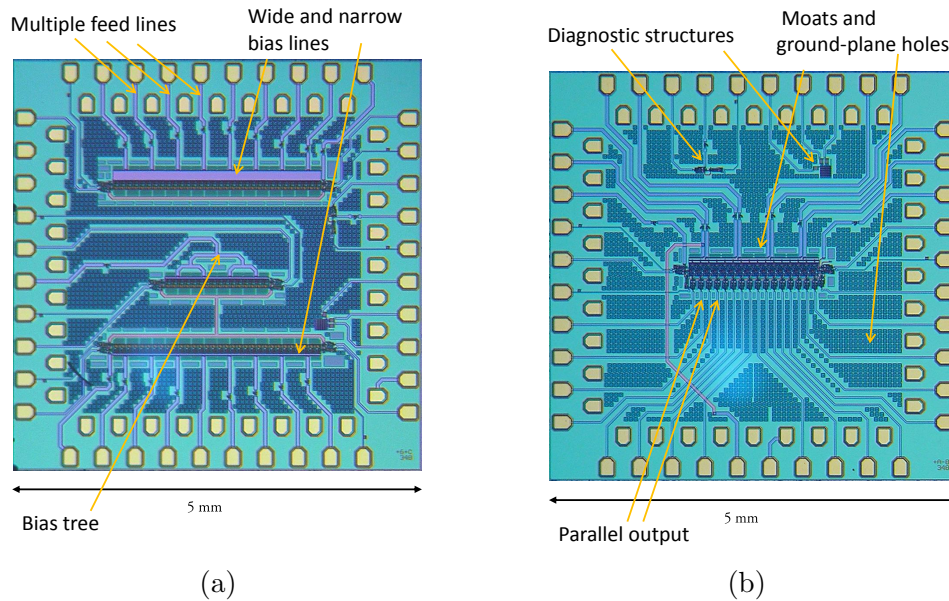 Multiple feed lines
Wide and narrow
bias lines
5 mm
Bias tree
(a)
Diagnostic structures
Moats and
ground-plane holes
5 mm
Parallel output
(b)